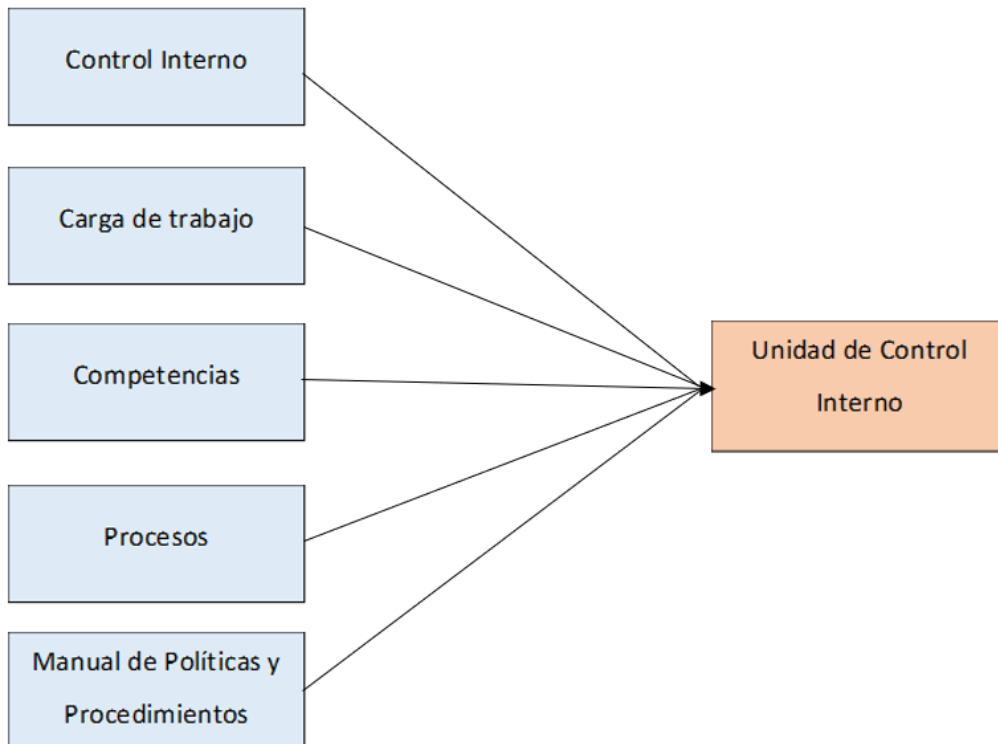 Control Interno
Carga de trabajo
Competencias
Procesos
Manual de Políticas y
Procedimientos
Unidad de Control
Interno